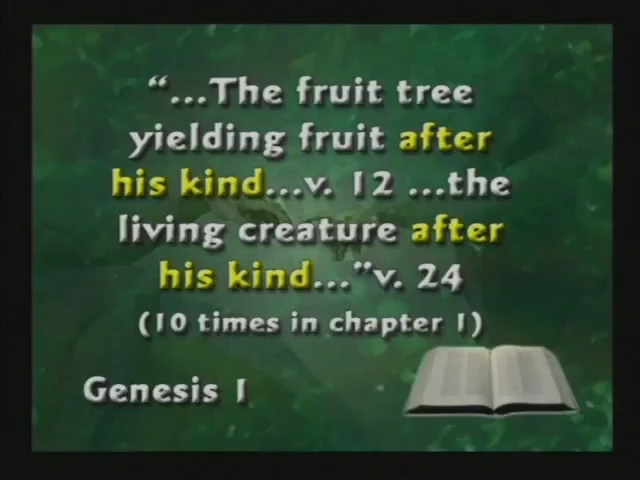 “...The fruit tree
yielding fruit after
his kind...v. 12 ...the
living creature after
his kind...”v. 24
(10 times in chapter 1)
Genesis 1